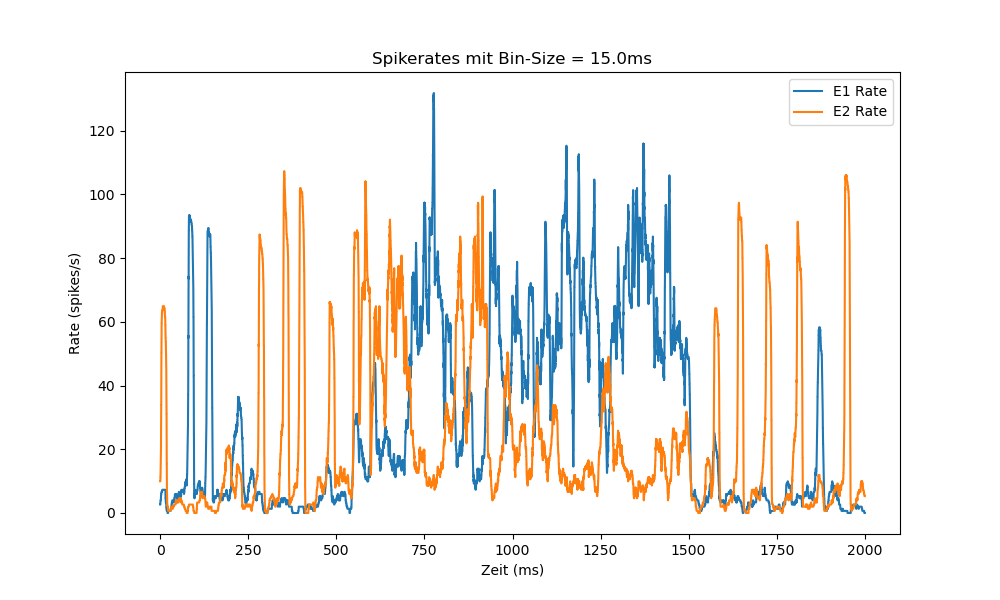 Spikerates mit Bin-Size = 15.0ms
E1 Rate
E2 Rate
120
100
80
60
40
20
0
Rate (spikes/s)
0 250 500 750 1000 1250 1500 1750 2000
Zeit (ms)